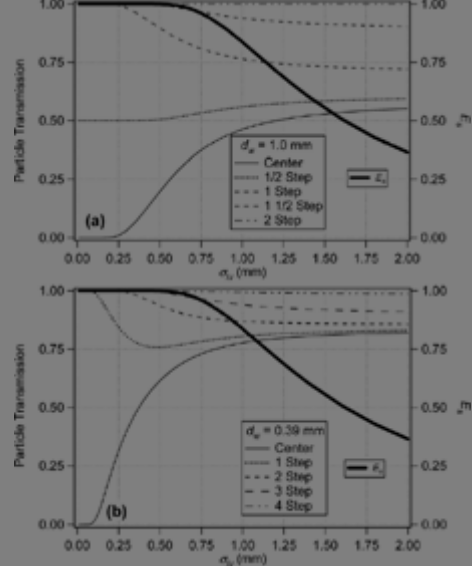 1.00
0.75
0.50
0.25
0.00
Particle Transmission
1.00
0.75
0.50
0.25
0.00
(a)
d_w = 1.0 mm
Center
1/2 Step
1 Step
1 1/2 Step
2 Step
0.00 0.25 0.50 0.75 1.00 1.25 1.50 1.75 2.00
(mm)
1.00
0.75
0.50
0.25
0.00
Particle Transmission
1.00
0.75
0.50
0.25
0.00
(b)
d_w = 0.39 mm
Center
1 Step
2 Step
3 Step
4 Step
0.00 0.25 0.50 0.75 1.00 1.25 1.50 1.75 2.00
(mm)